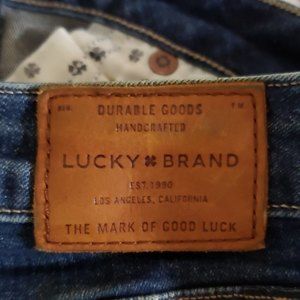 DURABLE GOODS
HANDCRAFTED
LUCKY BRAND
EST. 1990
LOS ANGELES, CALIFORNIA
THE MARK OF GOOD LUCK